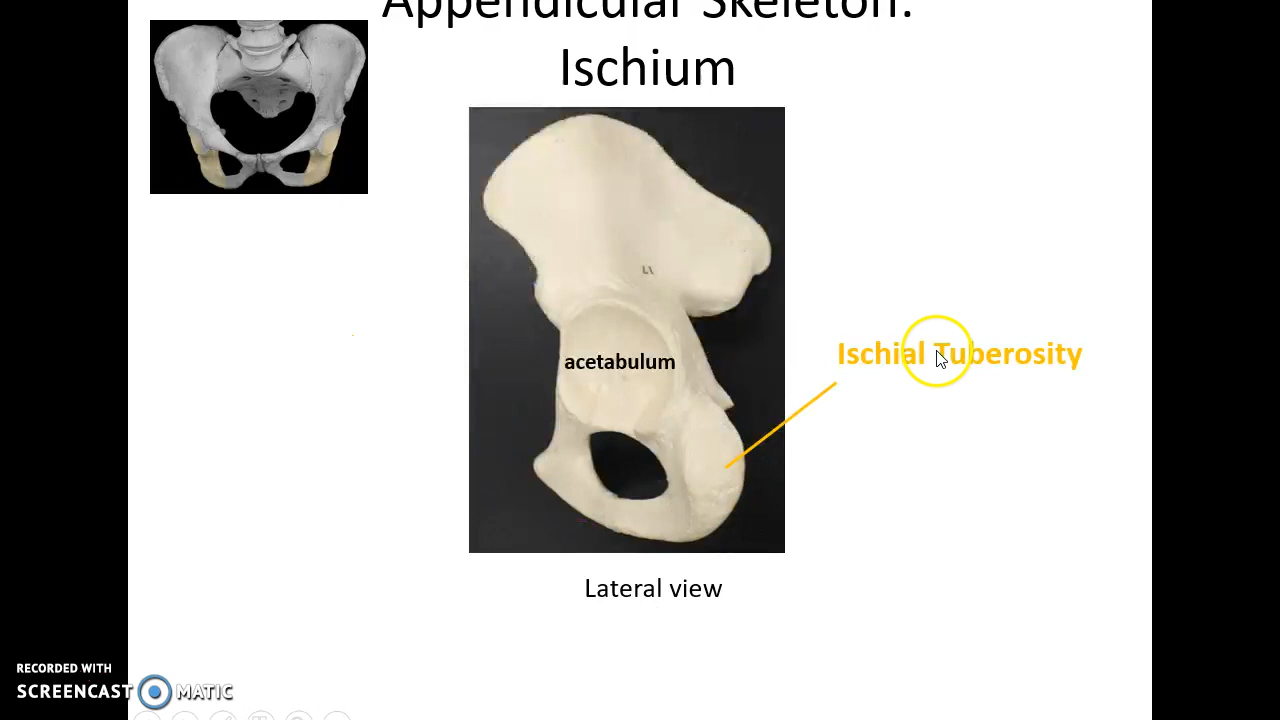 Appendicular Skeleton:
Ischium
acetabulum
Ischial Tuberosity
Lateral view
RECORDED WITH
SCREENCAST MATIC